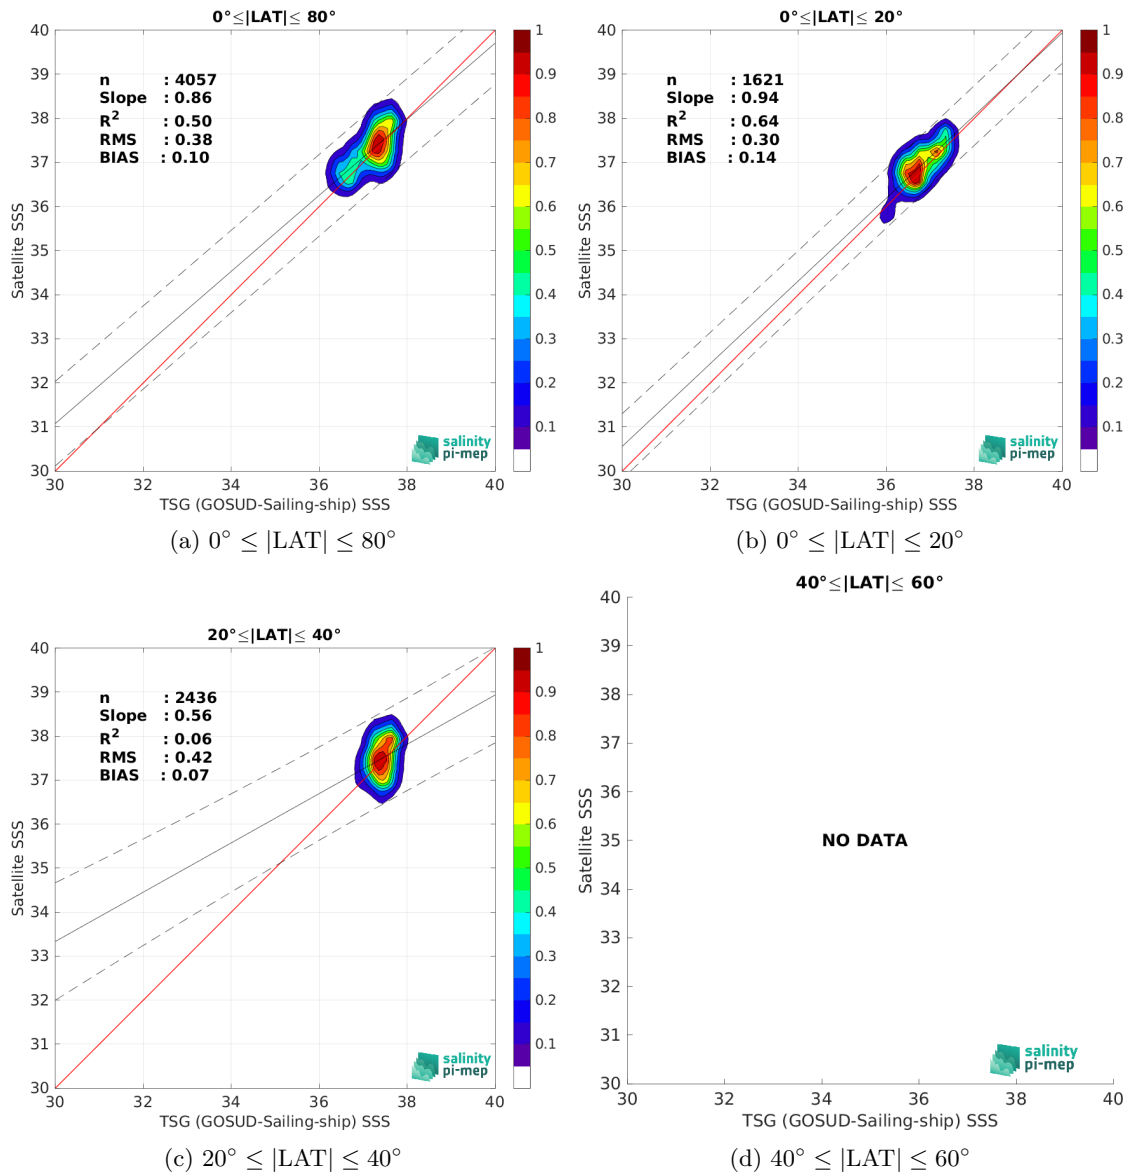 0°≤|LAT|≤ 80°
40
39
38
37
36
35
34
33
32
31
30
n : 4057
Slope : 0.86
R² : 0.50
RMS : 0.38
BIAS : 0.10
1
0.9
0.8
0.7
0.6
0.5
0.4
0.3
0.2
0.1
Satellite SSS
salinity
pi-mep
30 32 34 36 38 40
TSG (GOSUD-Sailing-ship) SSS
(a) 0° ≤ |LAT| ≤ 80°
0°≤|LAT|≤ 20°
40
39
38
37
36
35
34
33
32
31
30
n : 1621
Slope : 0.94
R² : 0.64
RMS : 0.30
BIAS : 0.14
1
0.9
0.8
0.7
0.6
0.5
0.4
0.3
0.2
0.1
Satellite SSS
salinity
pi-mep
30 32 34 36 38 40
TSG (GOSUD-Sailing-ship) SSS
(b) 0° ≤ |LAT| ≤ 20°
20°≤|LAT|≤ 40°
40
39
38
37
36
35
34
33
32
31
30
n : 2436
Slope : 0.56
R² : 0.06
RMS : 0.42
BIAS : 0.07
1
0.9
0.8
0.7
0.6
0.5
0.4
0.3
0.2
0.1
Satellite SSS
salinity
pi-mep
30 32 34 36 38 40
TSG (GOSUD-Sailing-ship) SSS
(c) 20° ≤ |LAT| ≤ 40°
40°≤|LAT|≤ 60°
40
39
38
37
36
35
34
33
32
31
30
Satellite SSS
NO DATA
salinity
pi-mep
30 32 34 36 38 40
TSG (GOSUD-Sailing-ship) SSS
(d) 40° ≤ |LAT| ≤ 60°